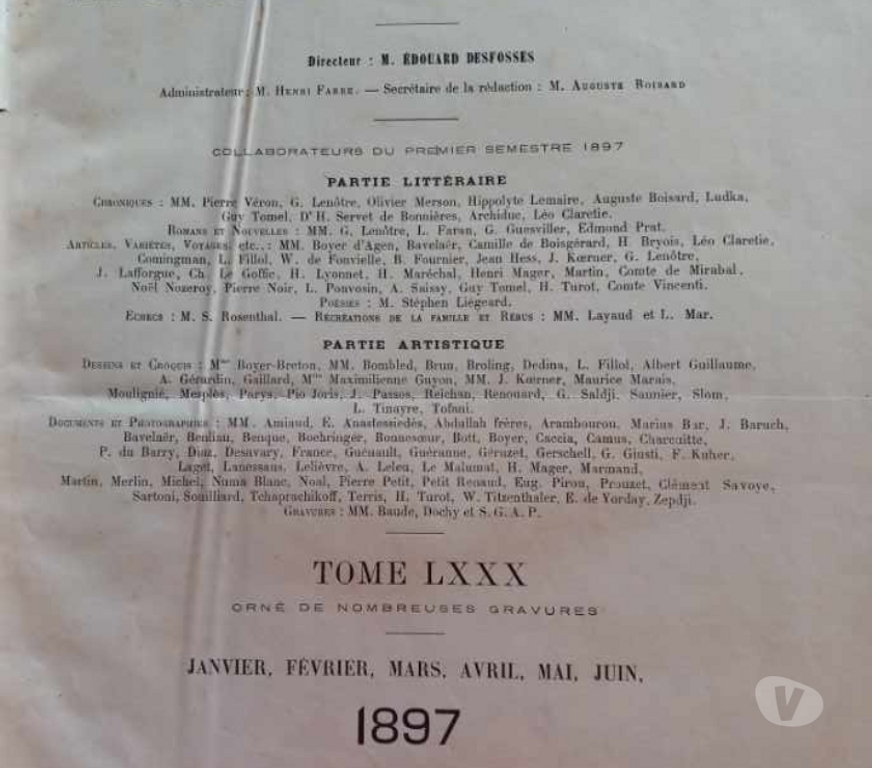 Directeur : M. ÉDOUARD DESFOSSÉS
Administrateur : M. HENRI FABRE. — Secrétaire de la rédaction : M. AUGUSTE BOISARD
COLLABORATEURS DU PREMIER SEMESTRE 1897
PARTIE LITTÉRAIRE
CHRONIQUES : MM. Pierre Véron, G. Lenôtre, Olivier Merson, Hippolyte Lemaire, Auguste Boisard, Ludka,
Guy Tomel, Dr H. Servet de Bonnières, Archiduc, Léo Claretie.
ROMANS ET NOUVELLES : MM. G. Lenôtre, L. Faran, G. Guesviller, Edmond Prat.
ARTICLES, VARIÉTÉS, VOYAGES, etc. : MM. Boyer d'Agen, Bavelaër, Camille de Boisgérard, H. Bryois, Léo Claretie,
Comingman, L. Fillol, W. de Fonvielle, B. Fournier, Jean Hess, J. Kœrner, G. Lenôtre,
J. Lafforgue, Ch. Le Goffic, H. Lyonnet, H. Maréchal, Henri Mager, Martin, Comte de Mirabal,
Noël Nozeroy, Pierre Noir, L. Ponvosin, A. Saissy, Guy Tomel, H. Turot, Comte Vincenti.
POÉSIES : M. Stéphen Liégeard.
ECHECS : M. S. Rosenthal. — RÉCRÉATIONS DE LA FAMILLE ET RÉBUS : MM. Layaud et L. Mar.
PARTIE ARTISTIQUE
DESSINS ET CROQUIS : Mme Boyer-Breton, MM. Bombled, Brun, Broling, Dedina, L. Fillol, Albert Guillaume,
A. Gérardin, Gaillard, Mlle Maximilienne Guyon, MM. J. Kœrner, Maurice Marais,
Moulignié, Mesplès, Parys, Pio Joris, J. Passos, Reichan, Renouard, G. Saldji, Saunier, Slom,
L. Tinayre, Tofani.
DOCUMENTS ET PHOTOGRAPHIES : MM. Amiaud, E. Anastessiedès, Abdullah frères, Arambourou, Marius Bar, J. Baruch,
Bavelaër, Benliau, Benque, Boehringer, Bonnesœur, Bott, Boyer, Caccia, Camus, Charcuitte,
P. du Barry, Diaz, Desavary, France, Guénault, Guéranne, Géruzet, Gerschell, G. Giusti, F. Kuher,
Laget, Lanessans, Lelièvre, A. Leleu, Le Malumat, H. Mager, Marmand,
Martin, Merlin, Michel, Numa Blanc, Noal, Pierre Petit, Petit Renaud, Eug. Pirou, Prouzet, Clément Savoye,
Sartoni, Souilliard, Tchaprachikoff, Terris, H. Turot, W. Titzenthaler, E. de Yorday, Zepdji.
GRAVURES : MM. Baude, Dochy et S. G. A. P.
TOME LXXX
ORNÉ DE NOMBREUSES GRAVURES
JANVIER, FÉVRIER, MARS, AVRIL, MAI, JUIN,
1897
V